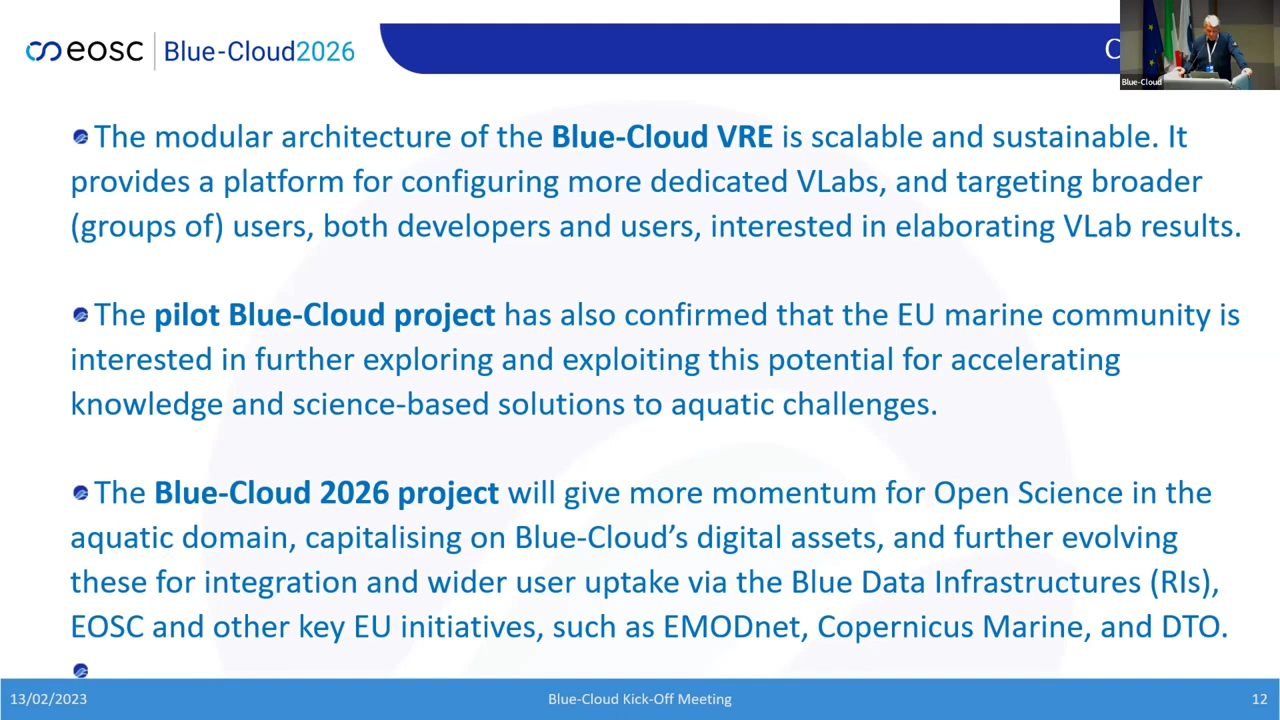 eosc Blue-Cloud2026
Blue-Cloud
The modular architecture of the Blue-Cloud VRE is scalable and sustainable. It
provides a platform for configuring more dedicated VLabs, and targeting broader
(groups of) users, both developers and users, interested in elaborating VLab results.
The pilot Blue-Cloud project has also confirmed that the EU marine community is
interested in further exploring and exploiting this potential for accelerating
knowledge and science-based solutions to aquatic challenges.
The Blue-Cloud 2026 project will give more momentum for Open Science in the
aquatic domain, capitalising on Blue-Cloud’s digital assets, and further evolving
these for integration and wider user uptake via the Blue Data Infrastructures (RIs),
EOSC and other key EU initiatives, such as EMODnet, Copernicus Marine, and DTO.
13/02/2023
Blue-Cloud Kick-Off Meeting
12